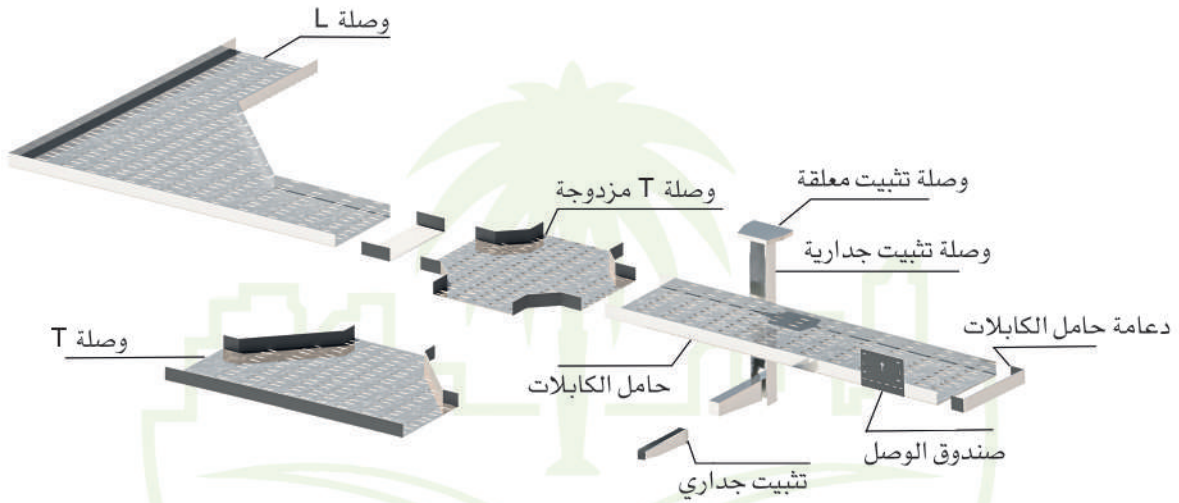 وصلة L
وصلة T مزدوجة
وصلة تثبيت معلقة
وصلة تثبيت جدارية
دعامة حامل الكابلات
وصلة T
حامل الكابلات
صندوق الوصل
تثبيت جداري